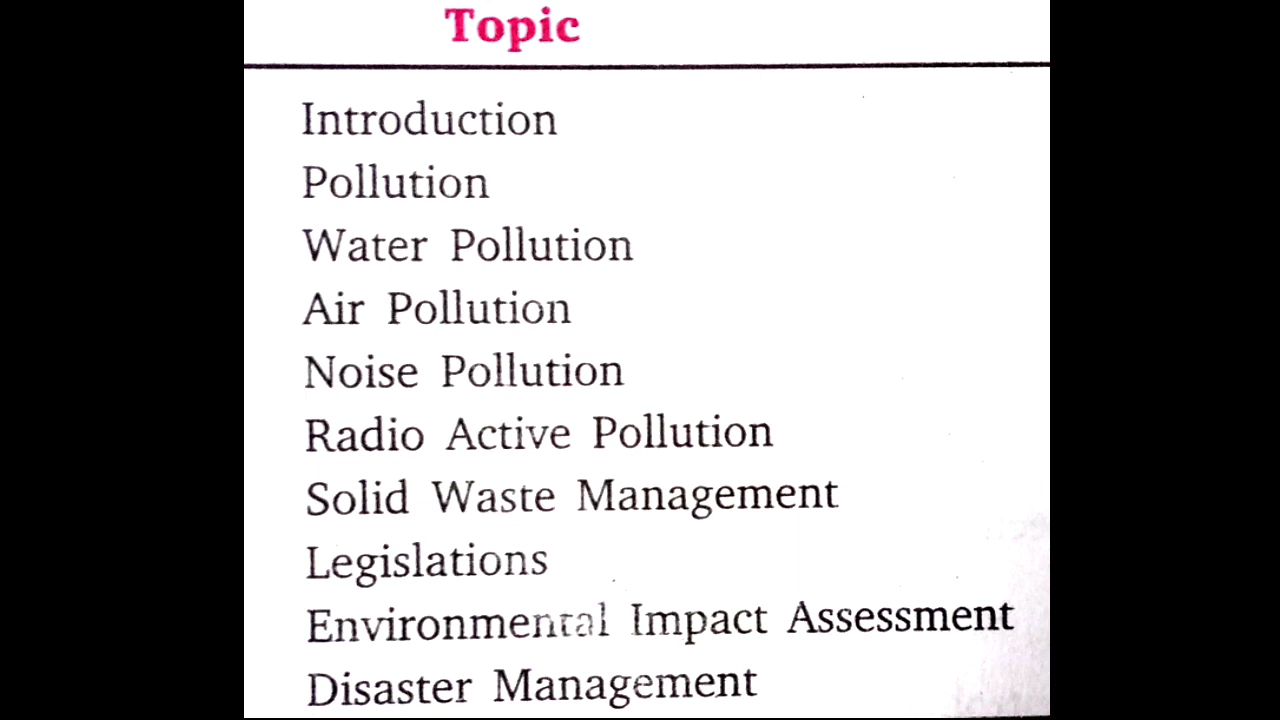 Topic
Introduction
Pollution
Water Pollution
Air Pollution
Noise Pollution
Radio Active Pollution
Solid Waste Management
Legislations
Environmental Impact Assessment
Disaster Management